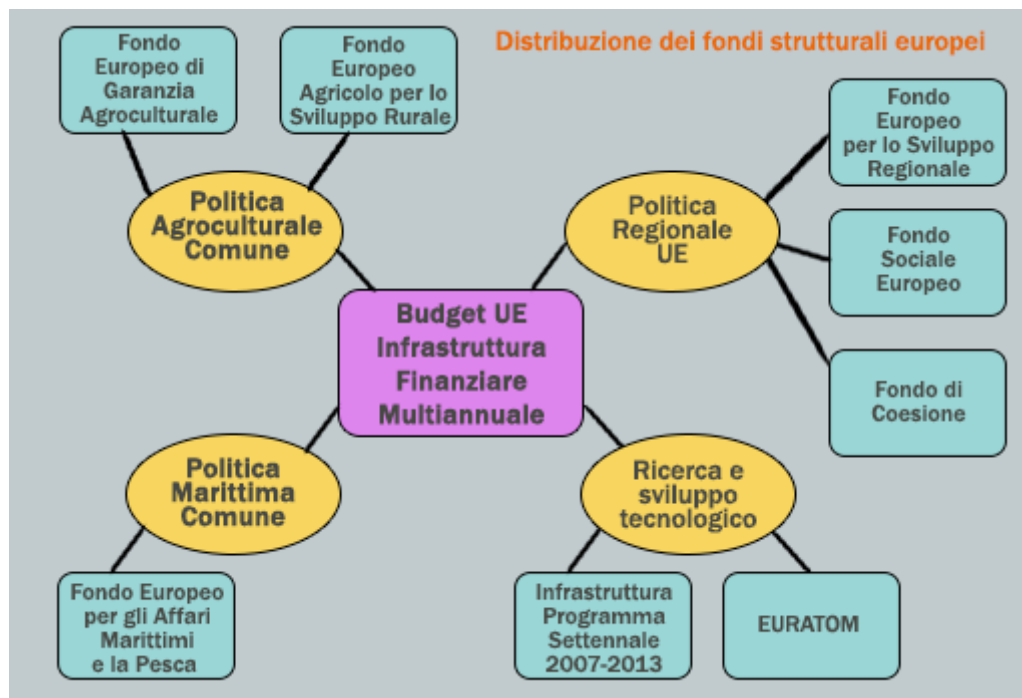 Distribuzione dei fondi strutturali europei
Fondo
Europeo di
Garanzia
Agroculturale
Fondo
Europeo
Agricolo per lo
Sviluppo Rurale
Fondo
Europeo
per lo Sviluppo
Regionale
Politica
Agroculturale
Comune
Politica
Regionale
UE
Fondo
Sociale
Europeo
Budget UE
Infrastruttura
Finanziare
Multiannuale
Fondo di
Coesione
Politica
Marittima
Comune
Ricerca e
sviluppo
tecnologico
Fondo Europeo
per gli Affari
Marittimi
e la Pesca
Infrastruttura
Programma
Settennale
2007-2013
EURATOM